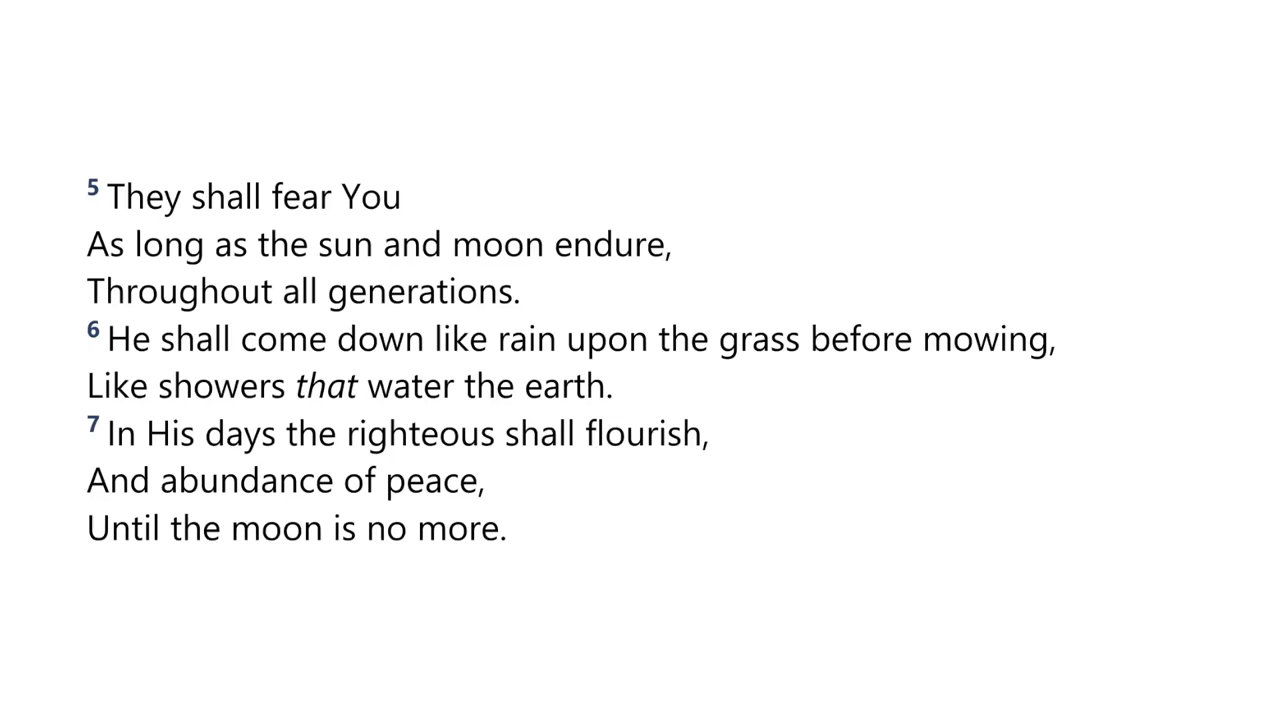 5 They shall fear You
As long as the sun and moon endure,
Throughout all generations.
6 He shall come down like rain upon the grass before mowing,
Like showers that water the earth.
7 In His days the righteous shall flourish,
And abundance of peace,
Until the moon is no more.